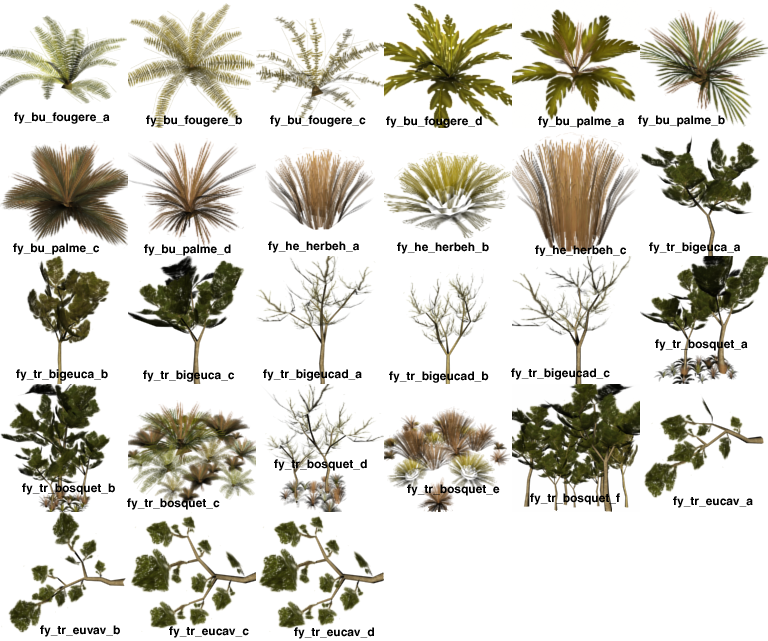 fy_bu_fougere_a
fy_bu_fougere_b
fy_bu_fougere_c
fy_bu_fougere_d
fy_bu_palme_a
fy_bu_palme_b
fy_bu_palme_c
fy_bu_palme_d
fy_he_herbeh_a
fy_he_herbeh_b
fy_he_herbeh_c
fy_tr_bigeuca_a
fy_tr_bigeuca_b
fy_tr_bigeuca_c
fy_tr_bigeucad_a
fy_tr_bigeucad_b
fy_tr_bigeucad_c
fy_tr_bosquet_a
fy_tr_bosquet_b
fy_tr_bosquet_c
fy_tr_bosquet_d
fy_tr_bosquet_e
fy_tr_bosquet_f
fy_tr_eucav_a
fy_tr_euvav_b
fy_tr_eucav_c
fy_tr_eucav_d